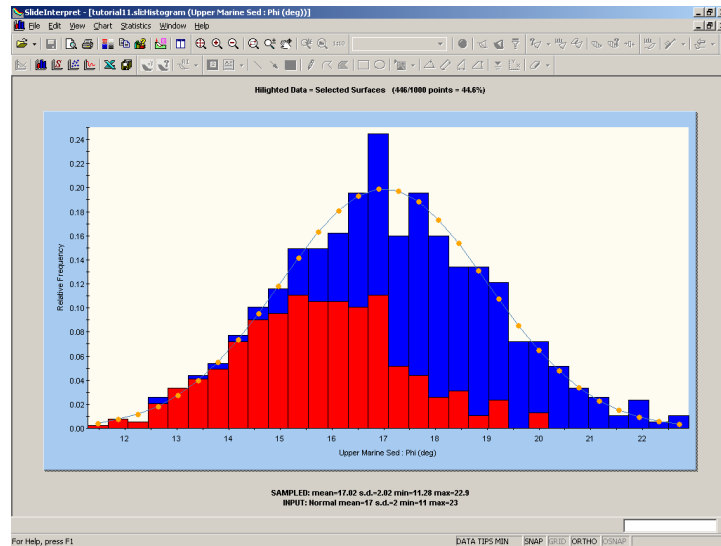 SlideInterpret - [tutorial11.sli:Histogram (Upper Marine Sed : Phi (deg))]
File Edit View Chart Statistics Window Help
Hilighted Data = Selected Surfaces (446/1000 points = 44.6%)
0.24
0.22
0.20
0.18
0.16
0.14
0.12
0.10
0.08
0.06
0.04
0.02
0.00
Relative Frequency
12 13 14 15 16 17 18 19 20 21 22
Upper Marine Sed : Phi (deg)
SAMPLED: mean=17.02 s.d.=2.02 min=11.28 max=22.9
INPUT: Normal mean=17 s.d.=2 min=11 max=23
For Help, press F1
DATA TIPS MIN SNAP GRID ORTHO OSNAP